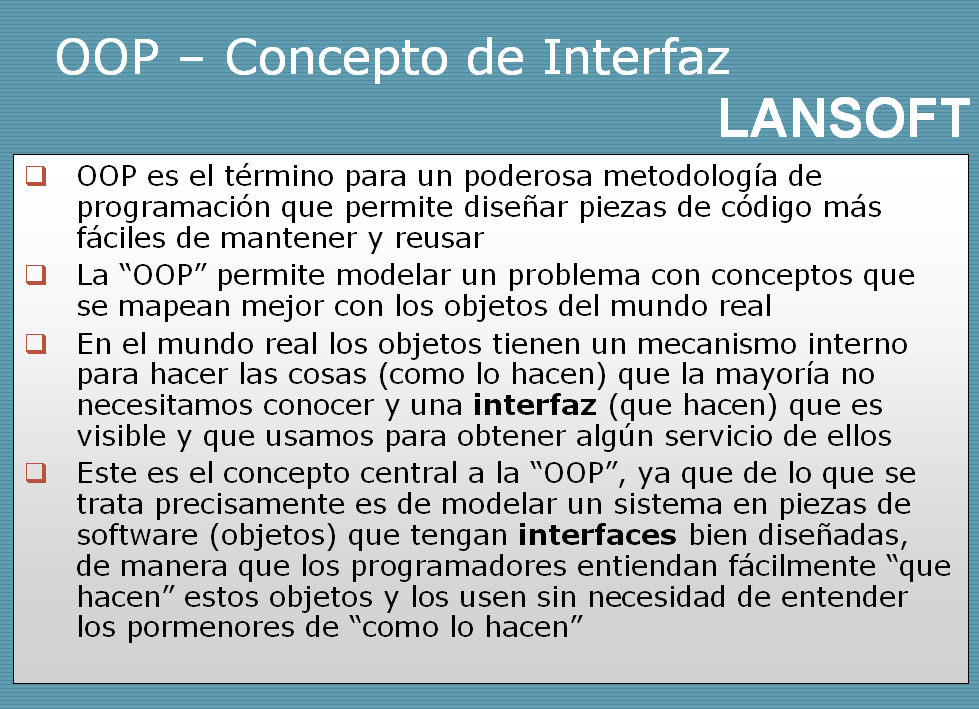 OOP – Concepto de Interfaz
LANSOFT
OOP es el término para un poderosa metodología de
programación que permite diseñar piezas de código más
fáciles de mantener y reusar
La “OOP” permite modelar un problema con conceptos que
se mapean mejor con los objetos del mundo real
En el mundo real los objetos tienen un mecanismo interno
para hacer las cosas (como lo hacen) que la mayoría no
necesitamos conocer y una interfaz (que hacen) que es
visible y que usamos para obtener algún servicio de ellos
Este es el concepto central a la “OOP”, ya que de lo que se
trata precisamente es de modelar un sistema en piezas de
software (objetos) que tengan interfaces bien diseñadas,
de manera que los programadores entiendan fácilmente “que
hacen” estos objetos y los usen sin necesidad de entender
los pormenores de “como lo hacen”